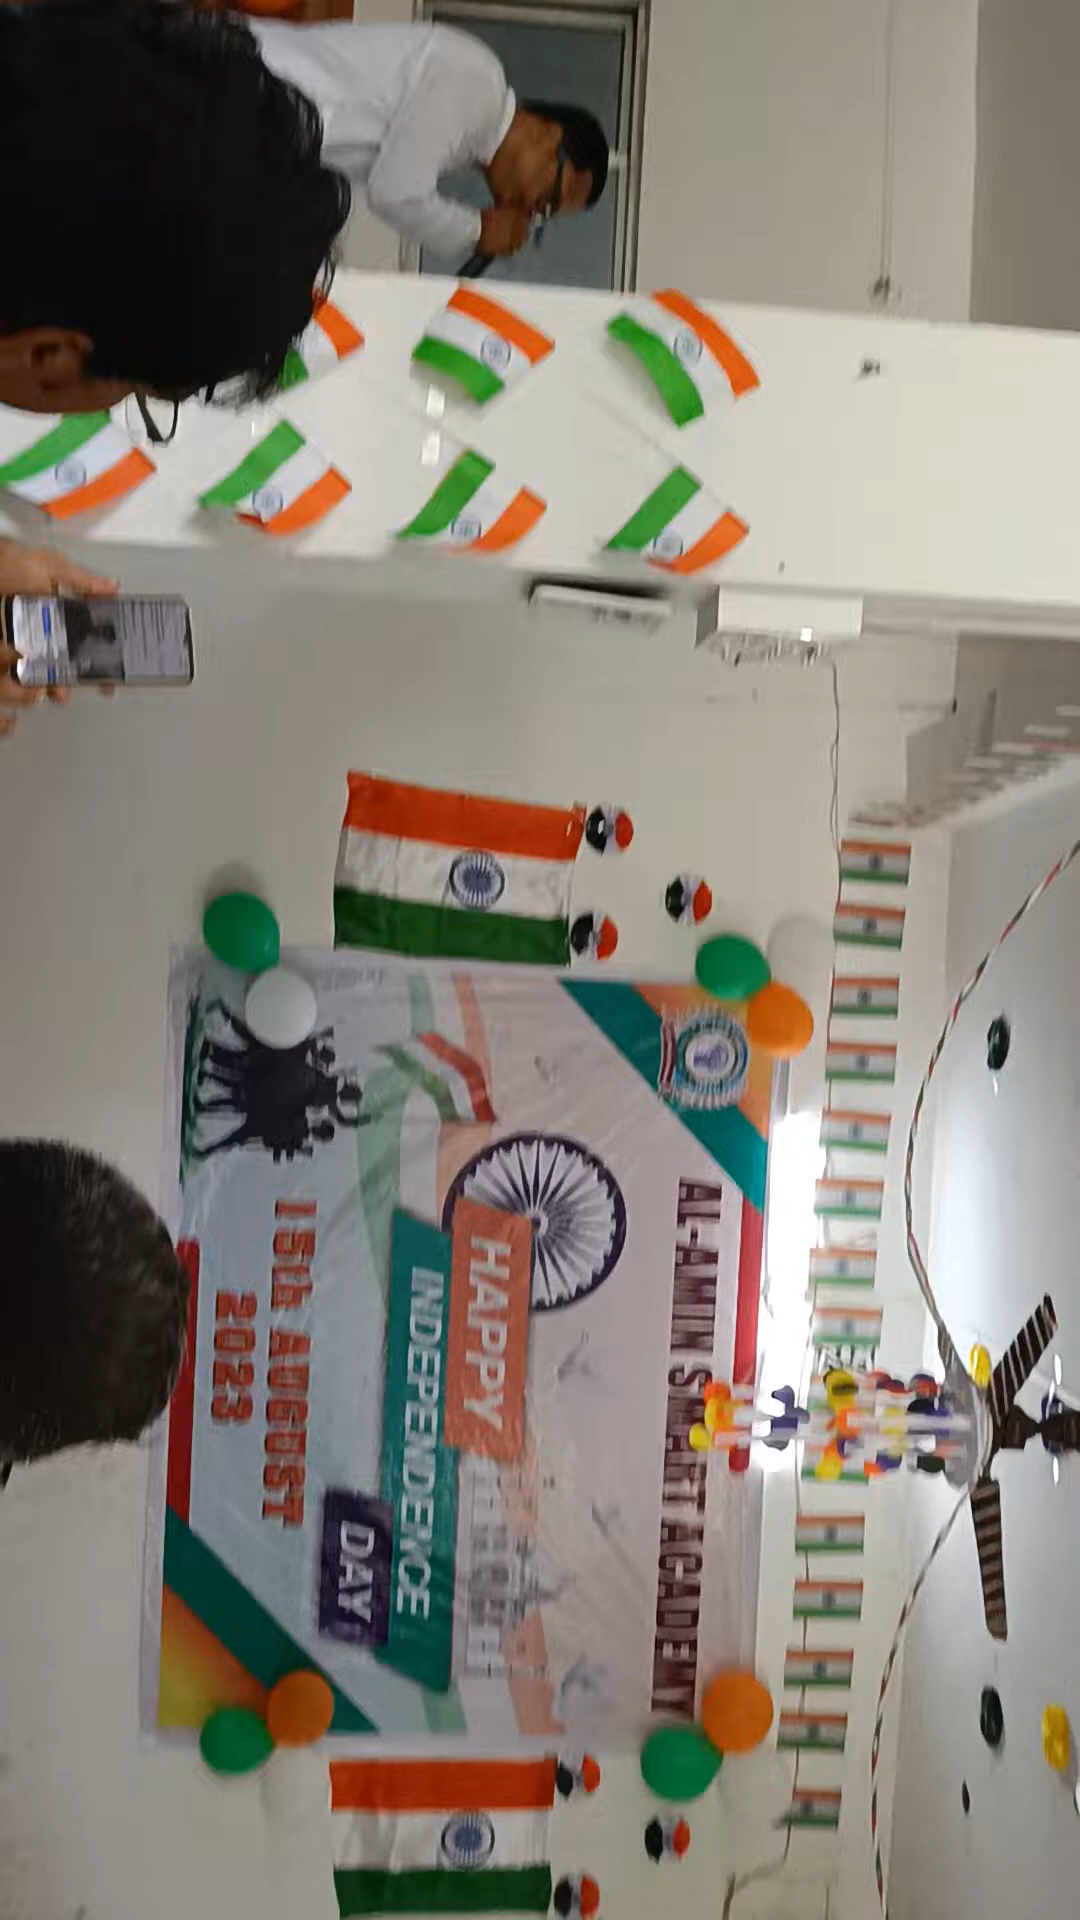 AL-AMIN SMART ACADEMY
HAPPY
INDEPENDENCE
DAY
15th AUGUST
2023